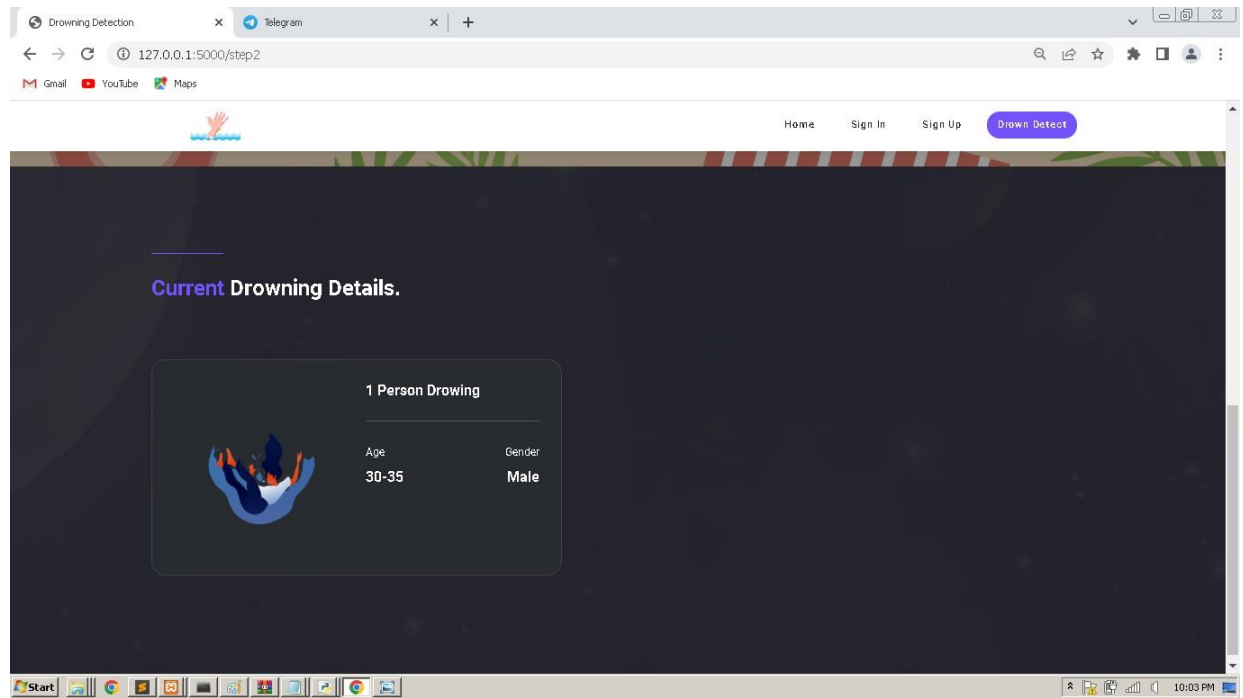 Drowning Detection
Telegram
127.0.0.1:5000/step2
Gmail YouTube Maps
Home Sign In Sign Up Drown Detect
Current Drowning Details.
1 Person Drowing
Age Gender
30-35 Male
Start 10:03 PM